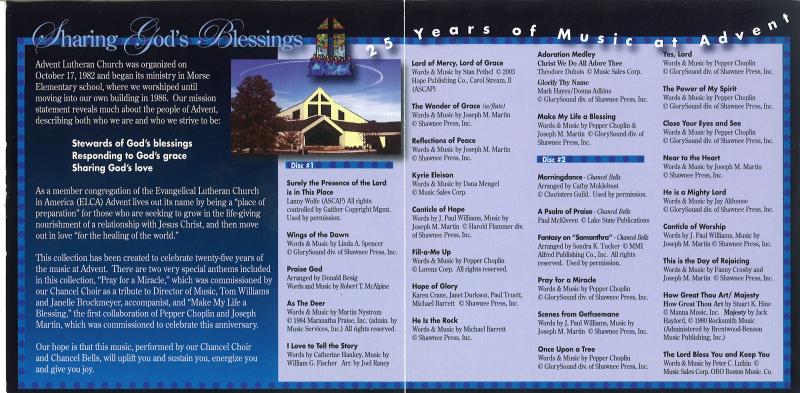 Sharing God's Blessings
25 Years of Music at Advent
Advent Lutheran Church was organized on
October 17, 1982 and began its ministry in Morse
Elementary school, where we worshiped until
moving into our own building in 1986. Our mission
statement reveals much about the people of Advent,
describing both who we are and who we strive to be:
Stewards of God's blessings
Responding to God's grace
Sharing God's love
As a member congregation of the Evangelical Lutheran Church
in America (ELCA) Advent lives out its name by being a "place of
preparation" for those who are seeking to grow in the life-giving
nourishment of a relationship with Jesus Christ, and then move
out in love "for the healing of the world."
This collection has been created to celebrate twenty-five years of
the music at Advent. There are two very special anthems included
in this collection, "Pray for a Miracle," which was commissioned by
our Chancel Choir as a tribute to Director of Music, Tom Williams
and Janelle Brockmeyer, accompanist, and "Make My Life a
Blessing," the first collaboration of Pepper Choplin and Joseph
Martin, which was commissioned to celebrate this anniversary.
Our hope is that this music, performed by our Chancel Choir
and Chancel Bells, will uplift you and sustain you, energize you
and give you joy.
Disc #1
Surely the Presence of the Lord
is in This Place
Lanny Wolfe (ASCAP) All rights
controlled by Gaither Copyright Mgmt.
Used by permission.
Wings of the Dawn
Words & Music by Linda A. Spencer
© GlorySound div. of Shawnee Press, Inc.
Praise God
Arranged by Donald Besig
Words and Music by Robert T. McAlpine
As The Deer
Words & Music by Martin Nystrom
© 1984 Maranatha Praise, Inc. (admin. by
Music Services, Inc.) All rights reserved.
I Love to Tell the Story
Words by Catherine Hankey, Music by
William G. Fischer Arr. by Joel Raney
Lord of Mercy, Lord of Grace
Words & Music by Stan Pethel © 2003
Hope Publishing Co., Carol Stream, Il
(ASCAP)
The Wonder of Grace (w/flute)
Words & Music by Joseph M. Martin
© Shawnee Press, Inc.
Reflections of Peace
Words & Music by Joseph M. Martin
© Shawnee Press, Inc.
Kyrie Eleison
Words & Music by Dana Mengel
© Music Sales Corp.
Canticle of Hope
Words by J. Paul Williams, Music by
Joseph M. Martin © Harold Flammer div.
of Shawnee Press, Inc.
Fill-a-Me Up
Words & Music by Pepper Choplin
© Lorenz Corp. All rights reserved.
Hope of Glory
Karen Crane, Janet Durkson, Paul Truett,
Michael Barrett © Shawnee Press, Inc.
He Is the Rock
Words & Music by Michael Barrett
© Shawnee Press, Inc.
Adoration Medley
Christ We Do All Adore Thee
Theodore Dubois © Music Sales Corp.
Glorify Thy Name
Mark Hayes/Donna Adkins
© GlorySound div. of Shawnee Press, Inc.
Make My Life a Blessing
Words & Music by Pepper Choplin &
Joseph M. Martin © GlorySound div. of
Shawnee Press, Inc.
Disc #2
Morningdance - Chancel Bells
Arranged by Cathy Moklebust
© Choristers Guild. Used by permission.
A Psalm of Praise - Chancel Bells
Paul McKlveen © Lake State Publications
Fantasy on "Samanthra" - Chancel Bells
Arranged by Sondra K. Tucker © MMI
Alfred Publishing Co., Inc. All rights
reserved. Used by permission.
Pray for a Miracle
Words & Music by Pepper Choplin
© GlorySound div. of Shawnee Press, Inc.
Scenes from Gethsemane
Words by J. Paul Williams, Music by
Joseph M. Martin © Shawnee Press, Inc.
Once Upon a Tree
Words & Music by Pepper Choplin
© GlorySound div. of Shawnee Press, Inc.
Yes, Lord
Words & Music by Pepper Choplin
© GlorySound div. of Shawnee Press, Inc.
The Power of My Spirit
Words & Music by Pepper Choplin
© GlorySound div. of Shawnee Press, Inc.
Close Your Eyes and See
Words & Music by Pepper Choplin
© GlorySound div. of Shawnee Press, Inc.
Near to the Heart
Words & Music by Joseph M. Martin
© Shawnee Press, Inc.
He is a Mighty Lord
Words & Music by Jay Althouse
© GlorySound div. of Shawnee Press, Inc.
Canticle of Worship
Words by J. Paul Williams, Music by
Joseph M. Martin © Shawnee Press, Inc.
This is the Day of Rejoicing
Words & Music by Fanny Crosby and
Joseph M. Martin © Shawnee Press, Inc.
How Great Thou Art/ Majesty
How Great Thou Art by Stuart K. Hine
© Manna Music, Inc. Majesty by Jack
Hayford, © 1980 Rocksmith Music
(Administered by Brentwood-Benson
Music Publishing, Inc.)
The Lord Bless You and Keep You
Words & Music by Peter C. Lutkin ©
Music Sales Corp. OBO Boston Music. Co.